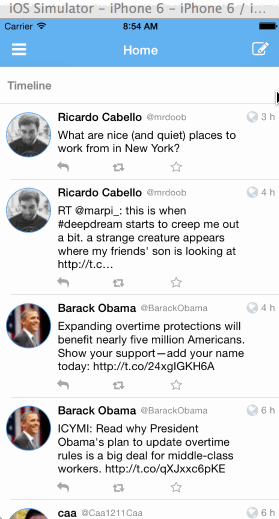 iOS Simulator – iPhone 6 – iPhone 6 / i…
Carrier 8:54 AM
Home
Timeline
Ricardo Cabello @mrdoob 3 h
What are nice (and quiet) places to
work from in New York?
Ricardo Cabello @mrdoob 4 h
RT @marpi_: this is when
#deepdream starts to creep me out
a bit. a strange creature appears
where my friends' son is looking at
http://t.c…
Barack Obama @BarackObama 4 h
Expanding overtime protections will
benefit nearly five million Americans.
Show your support—add your name
today: http://t.co/24xgIGKH6A
Barack Obama @BarackObama 6 h
ICYMI: Read why President
Obama's plan to update overtime
rules is a big deal for middle-class
workers. http://t.co/qXJxxc6pKE
caa @Caa1211Caa 6 h